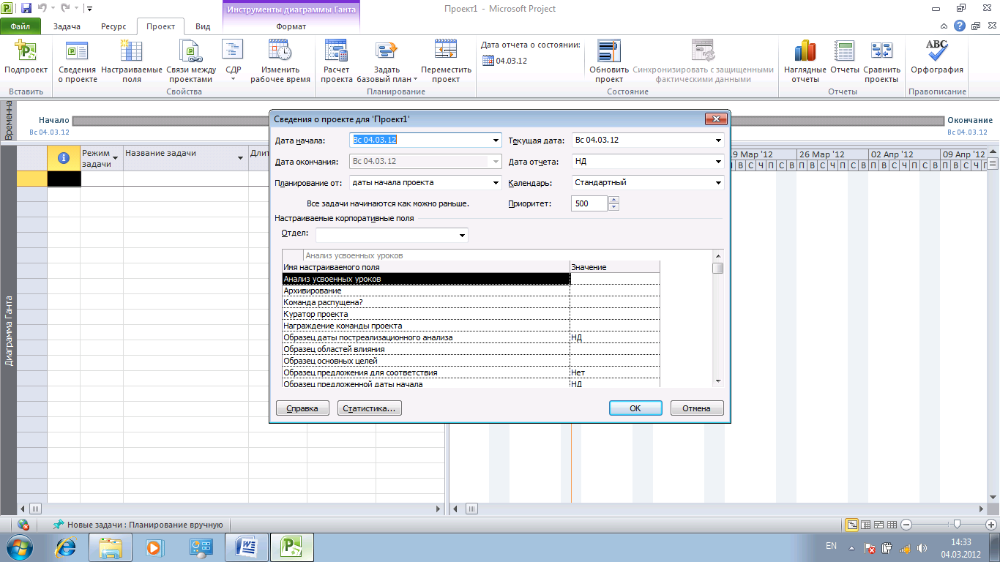 Инструменты диаграммы Ганта
Проект1 - Microsoft Project
Файл Задача Ресурс Проект Вид Формат
Подпроект
Сведения о проекте
Настраиваемые поля
Связи между проектами
СДР
Изменить рабочее время
Расчет проекта
Задать базовый план
Переместить проект
Дата отчета о состоянии:
04.03.12
Обновить проект
Синхронизировать с защищенными фактическими данными
Наглядные отчеты
Отчеты
Сравнить проекты
ABC
Орфография
Вставить Свойства Планирование Состояние Отчеты Правописание
Временна
Начало
Вс 04.03.12
Окончание
Вс 04.03.12
Диаграмма Ганта
Режим задачи
Название задачи
Длит
19 Мар '12 26 Мар '12 02 Апр '12 09 Апр '12
В С Ч П С В П В С Ч П С В П В С Ч П С В П В С Ч П
Сведения о проекте для 'Проект1'
Дата начала: Вс 04.03.12 Текущая дата: Вс 04.03.12
Дата окончания: Вс 04.03.12 Дата отчета: НД
Планирование от: даты начала проекта Календарь: Стандартный
Все задачи начинаются как можно раньше. Приоритет: 500
Настраиваемые корпоративные поля
Отдел:
Анализ усвоенных уроков
Имя настраиваемого поля Значение
Анализ усвоенных уроков
Архивирование
Команда распущена?
Куратор проекта
Награждение команды проекта
Образец даты постреализационного анализа НД
Образец областей влияния
Образец основных целей
Образец предложения для соответствия Нет
Образец предложенной даты начала НД
Справка Статистика... ОК Отмена
Новые задачи : Планирование вручную
EN
14:33
04.03.2012